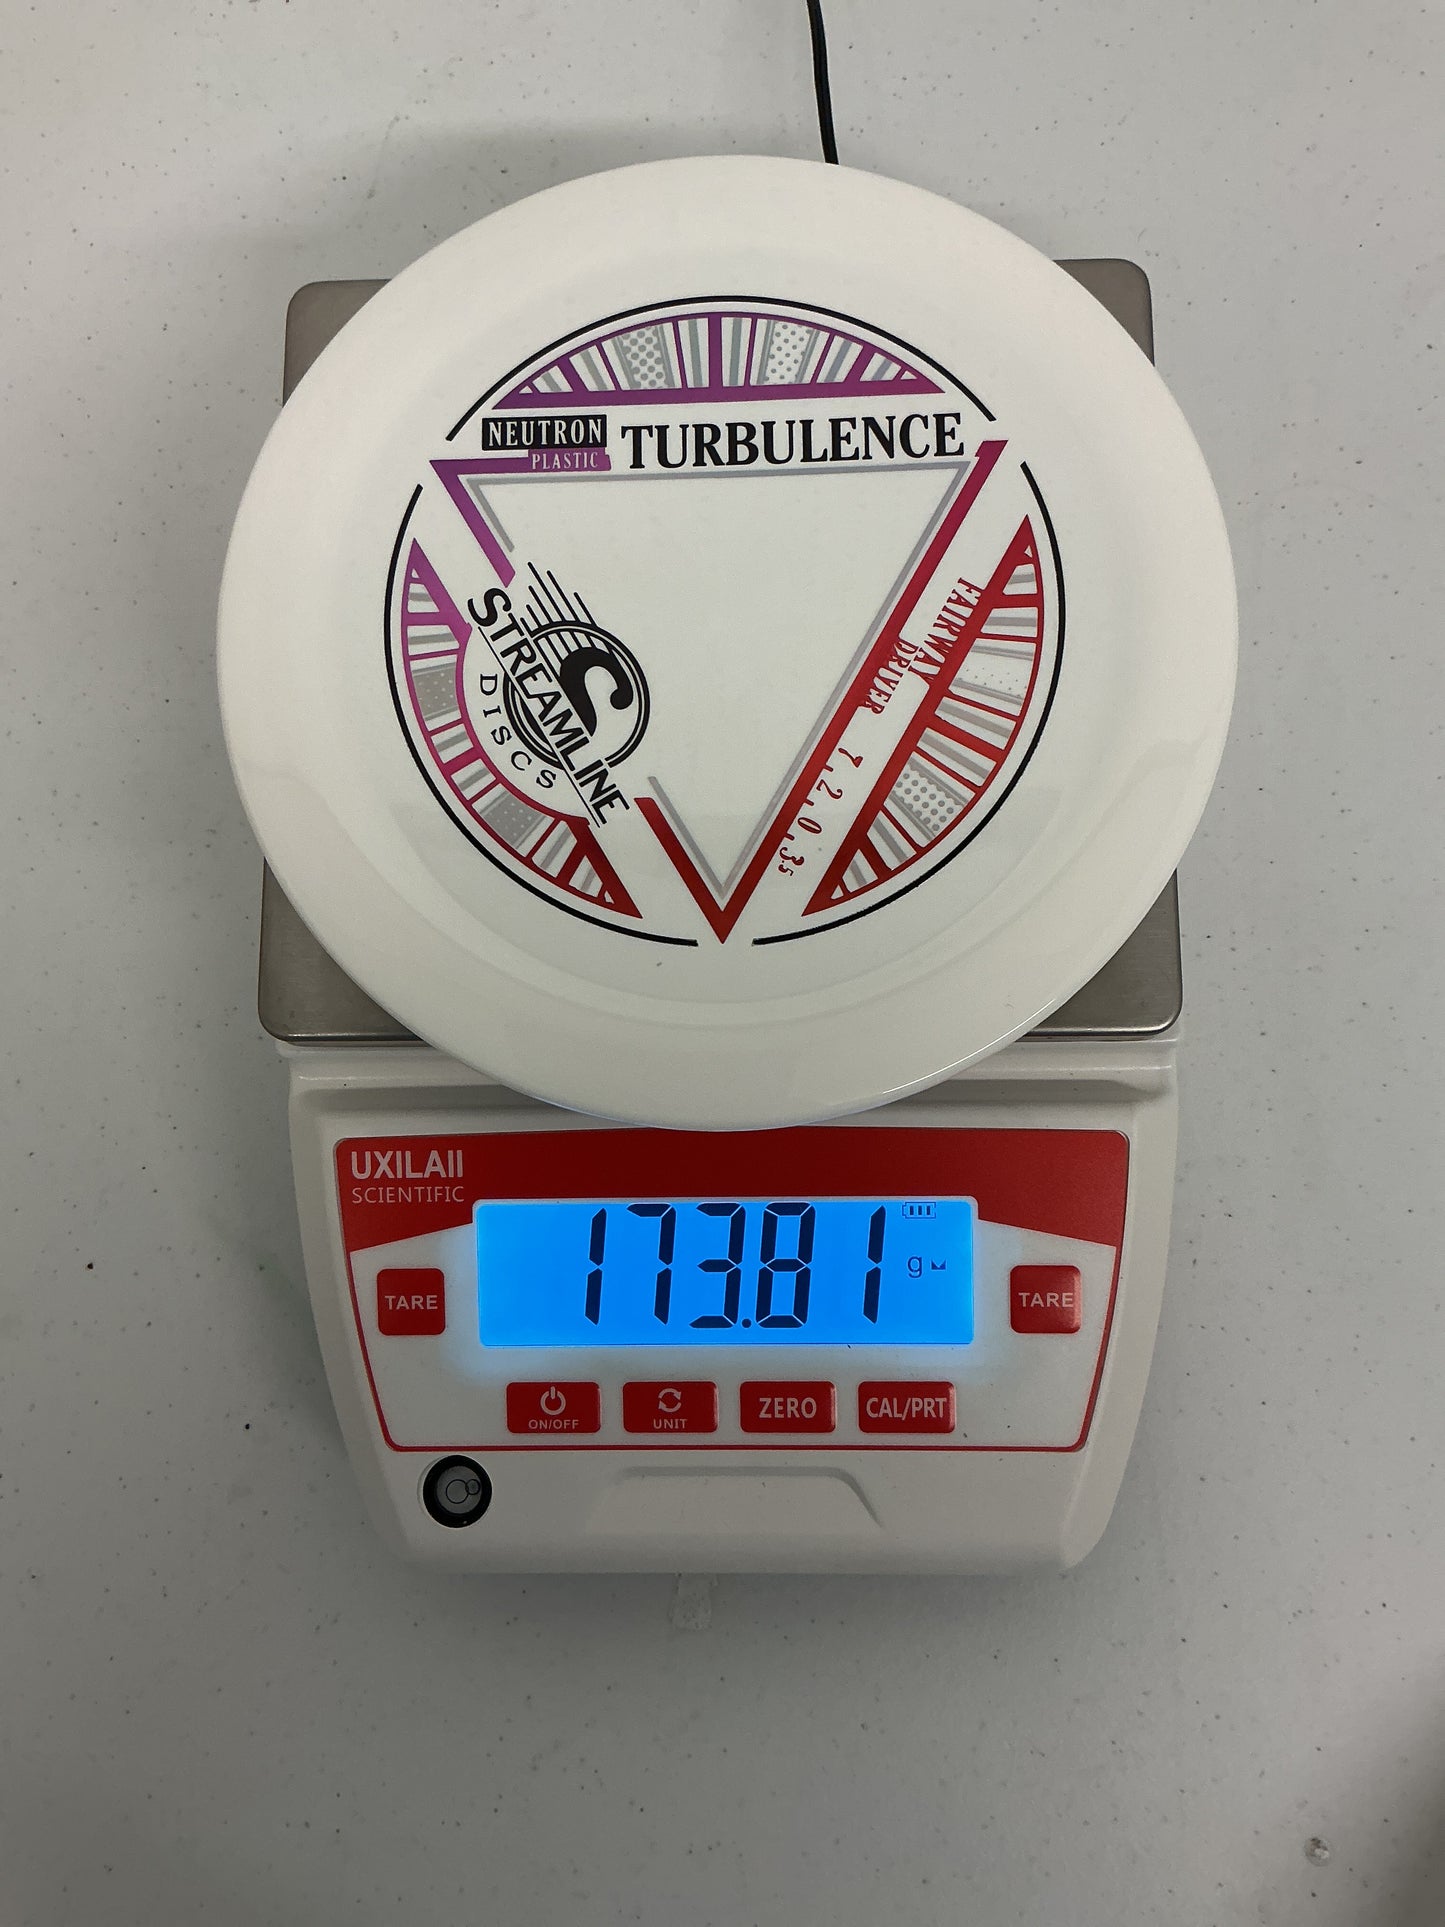 NEUTRON
PLASTIC
TURBULENCE
STREAMLINE
DISCS
FAIRWAY
DRIVER
7, 2, 0, 3.5
UXILAII
SCIENTIFIC
173.81 g
TARE
TARE
ON/OFF
UNIT
ZERO
CAL/PRT